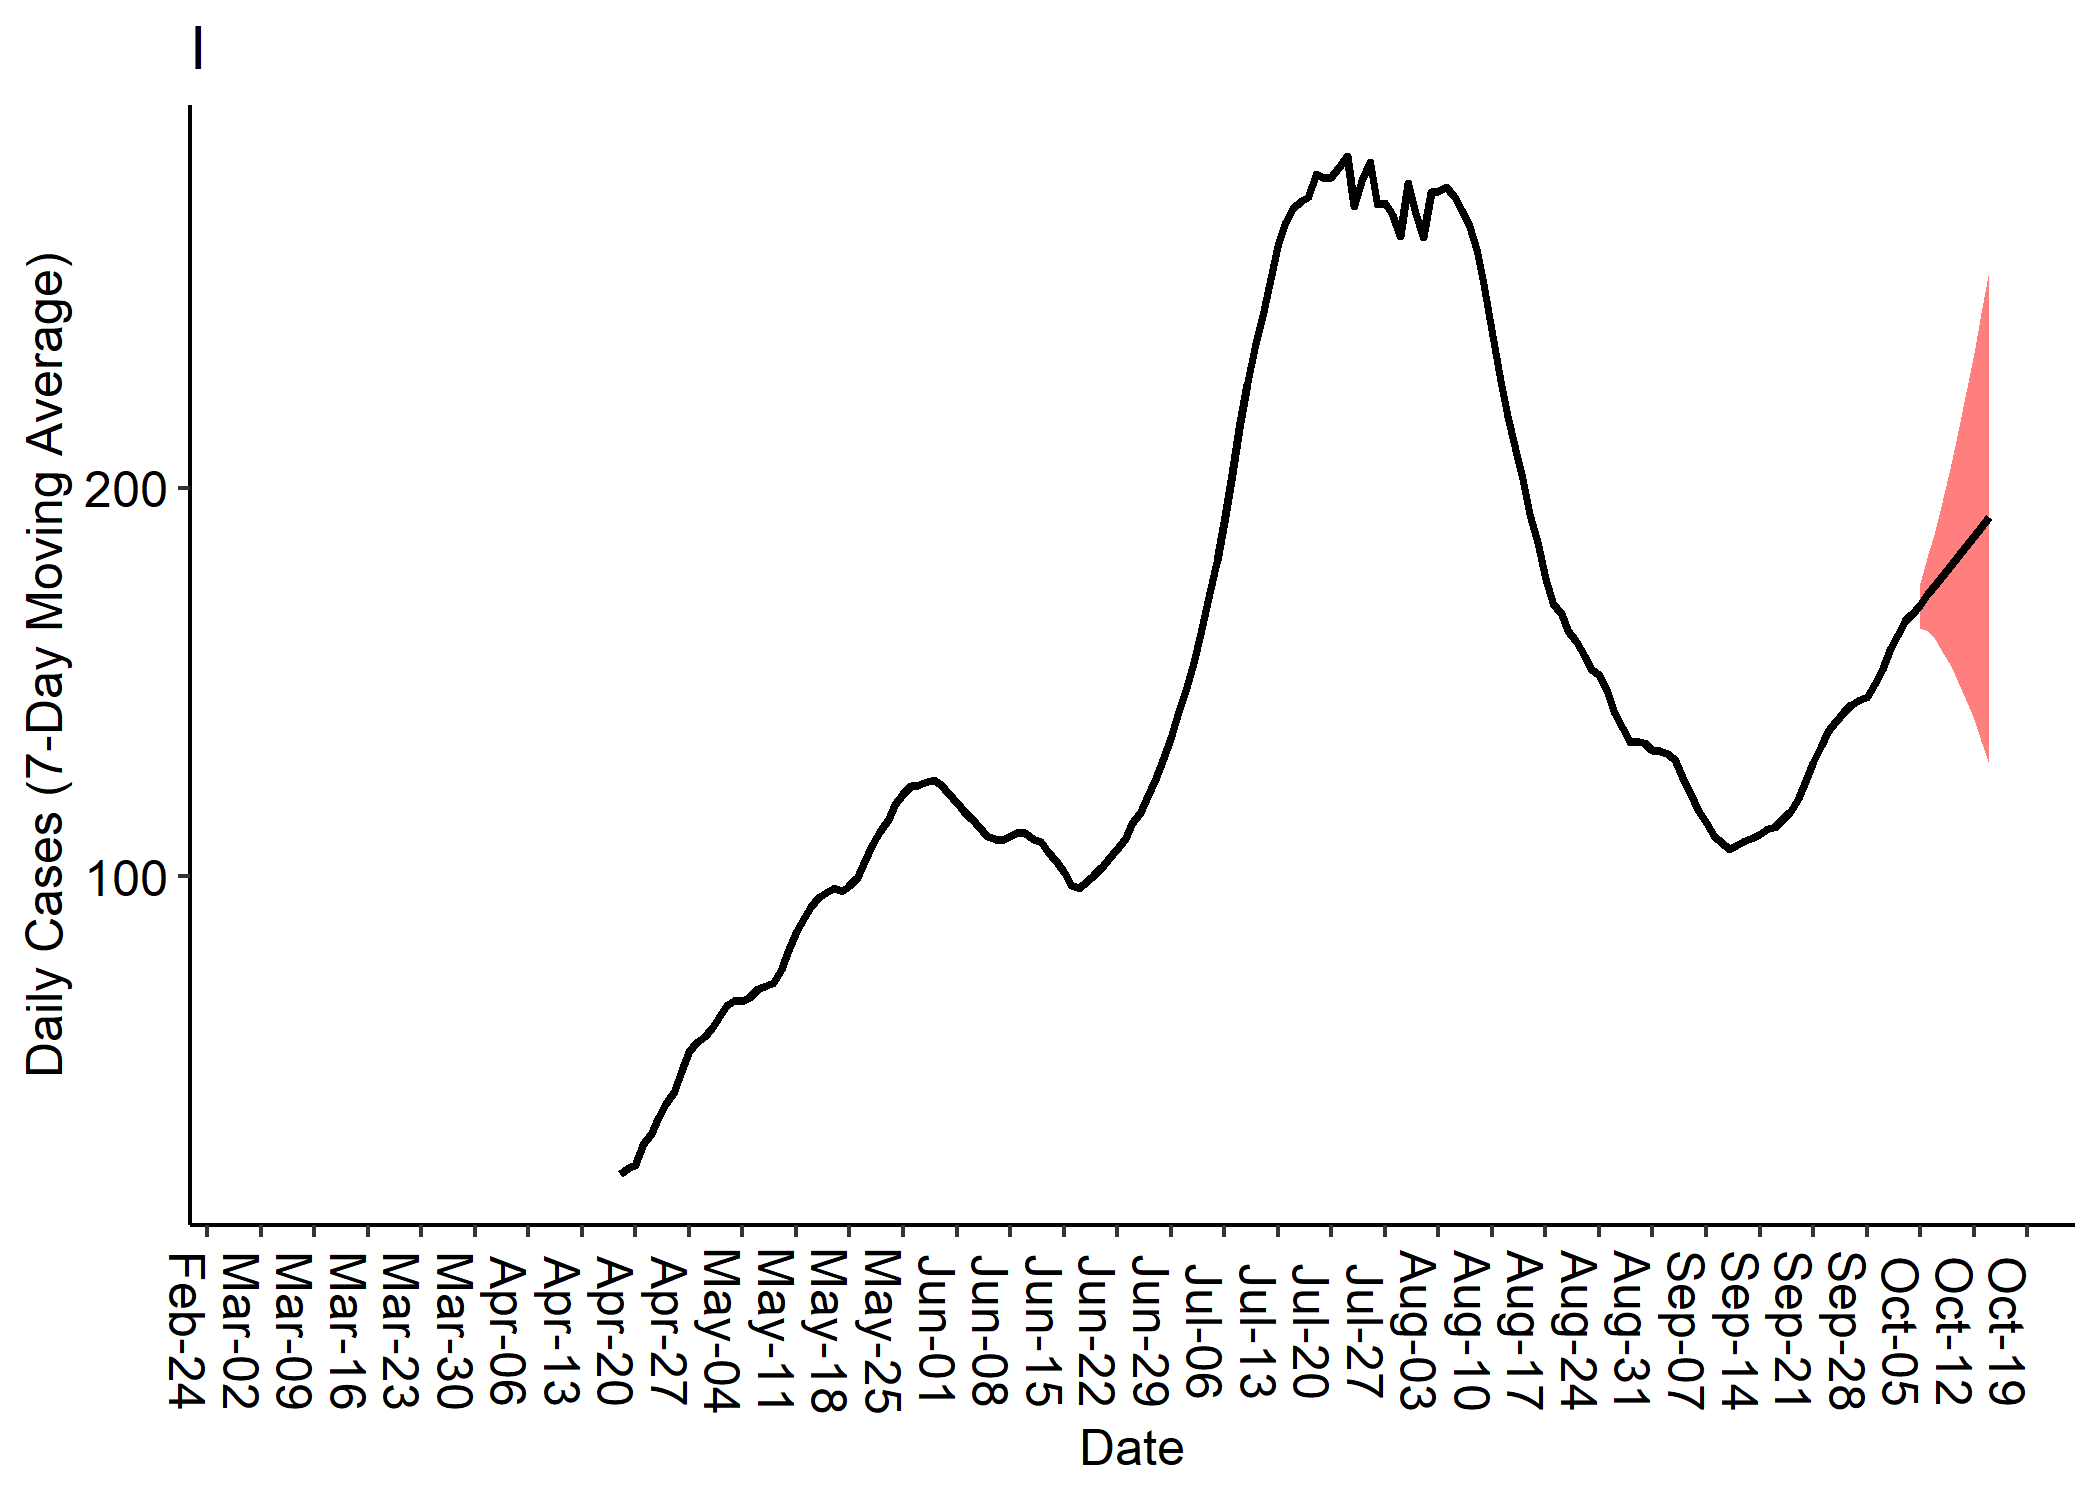 I
Daily Cases (7-Day Moving Average)
200
100
Feb-24
Mar-02
Mar-09
Mar-16
Mar-23
Mar-30
Apr-06
Apr-13
Apr-20
Apr-27
May-04
May-11
May-18
May-25
Jun-01
Jun-08
Jun-15
Jun-22
Jun-29
Jul-06
Jul-13
Jul-20
Jul-27
Aug-03
Aug-10
Aug-17
Aug-24
Aug-31
Sep-07
Sep-14
Sep-21
Sep-28
Oct-05
Oct-12
Oct-19
Date